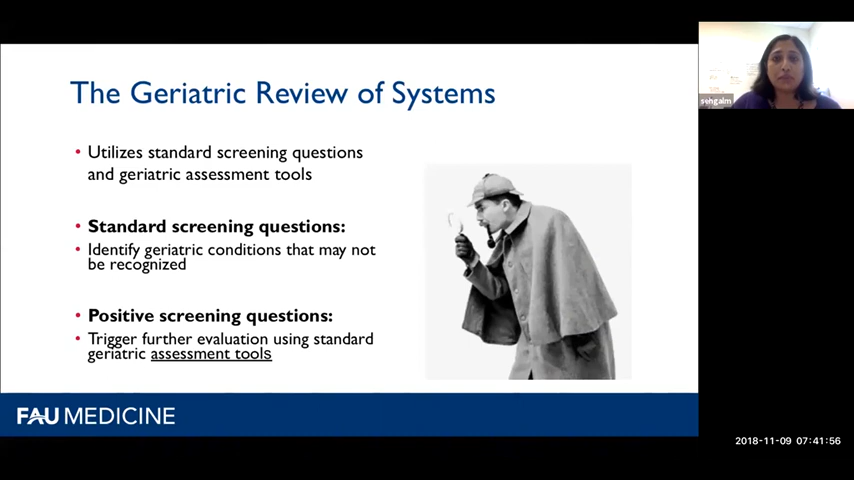 The Geriatric Review of Systems
• Utilizes standard screening questions
and geriatric assessment tools
• Standard screening questions:
• Identify geriatric conditions that may not
be recognized
• Positive screening questions:
• Trigger further evaluation using standard
geriatric assessment tools
FAU MEDICINE
sehgalm
2018-11-09 07:41:56